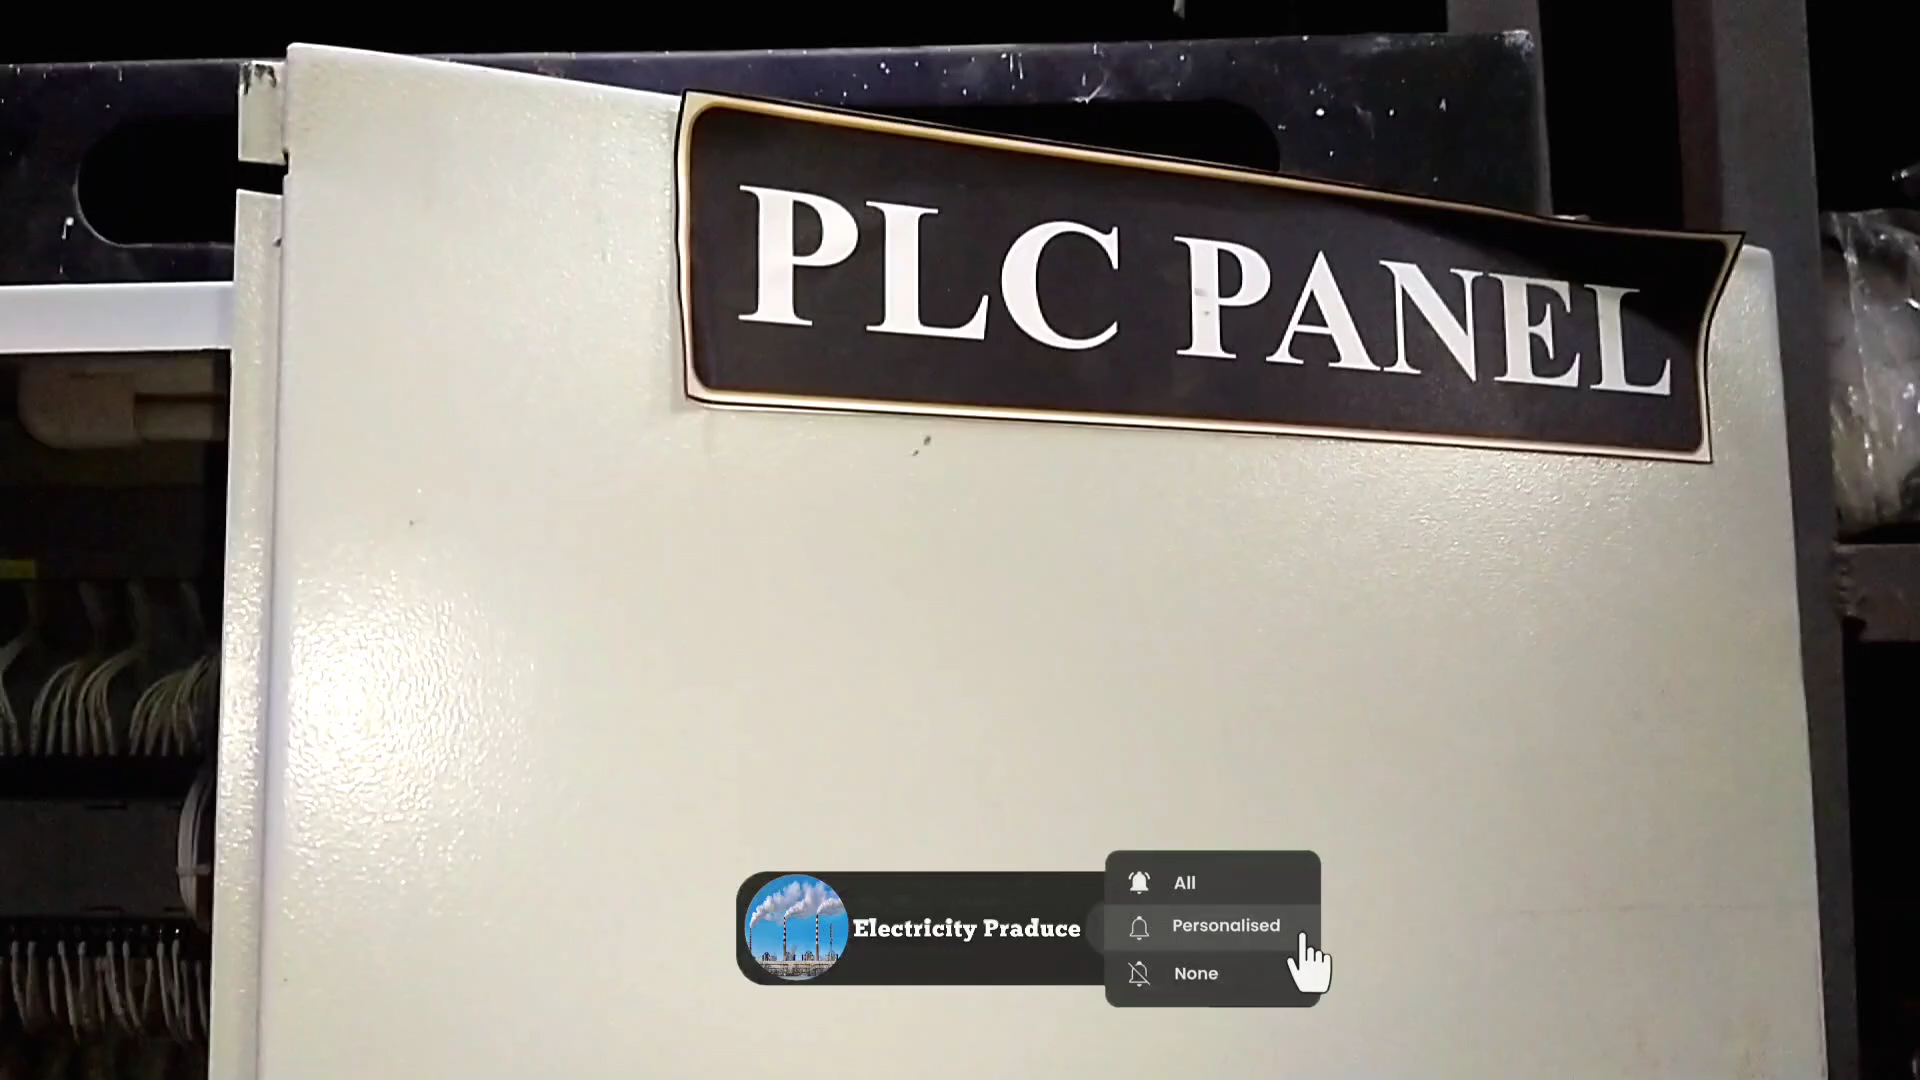 PLC PANEL
Electricity Praduce
All
Personalised
None